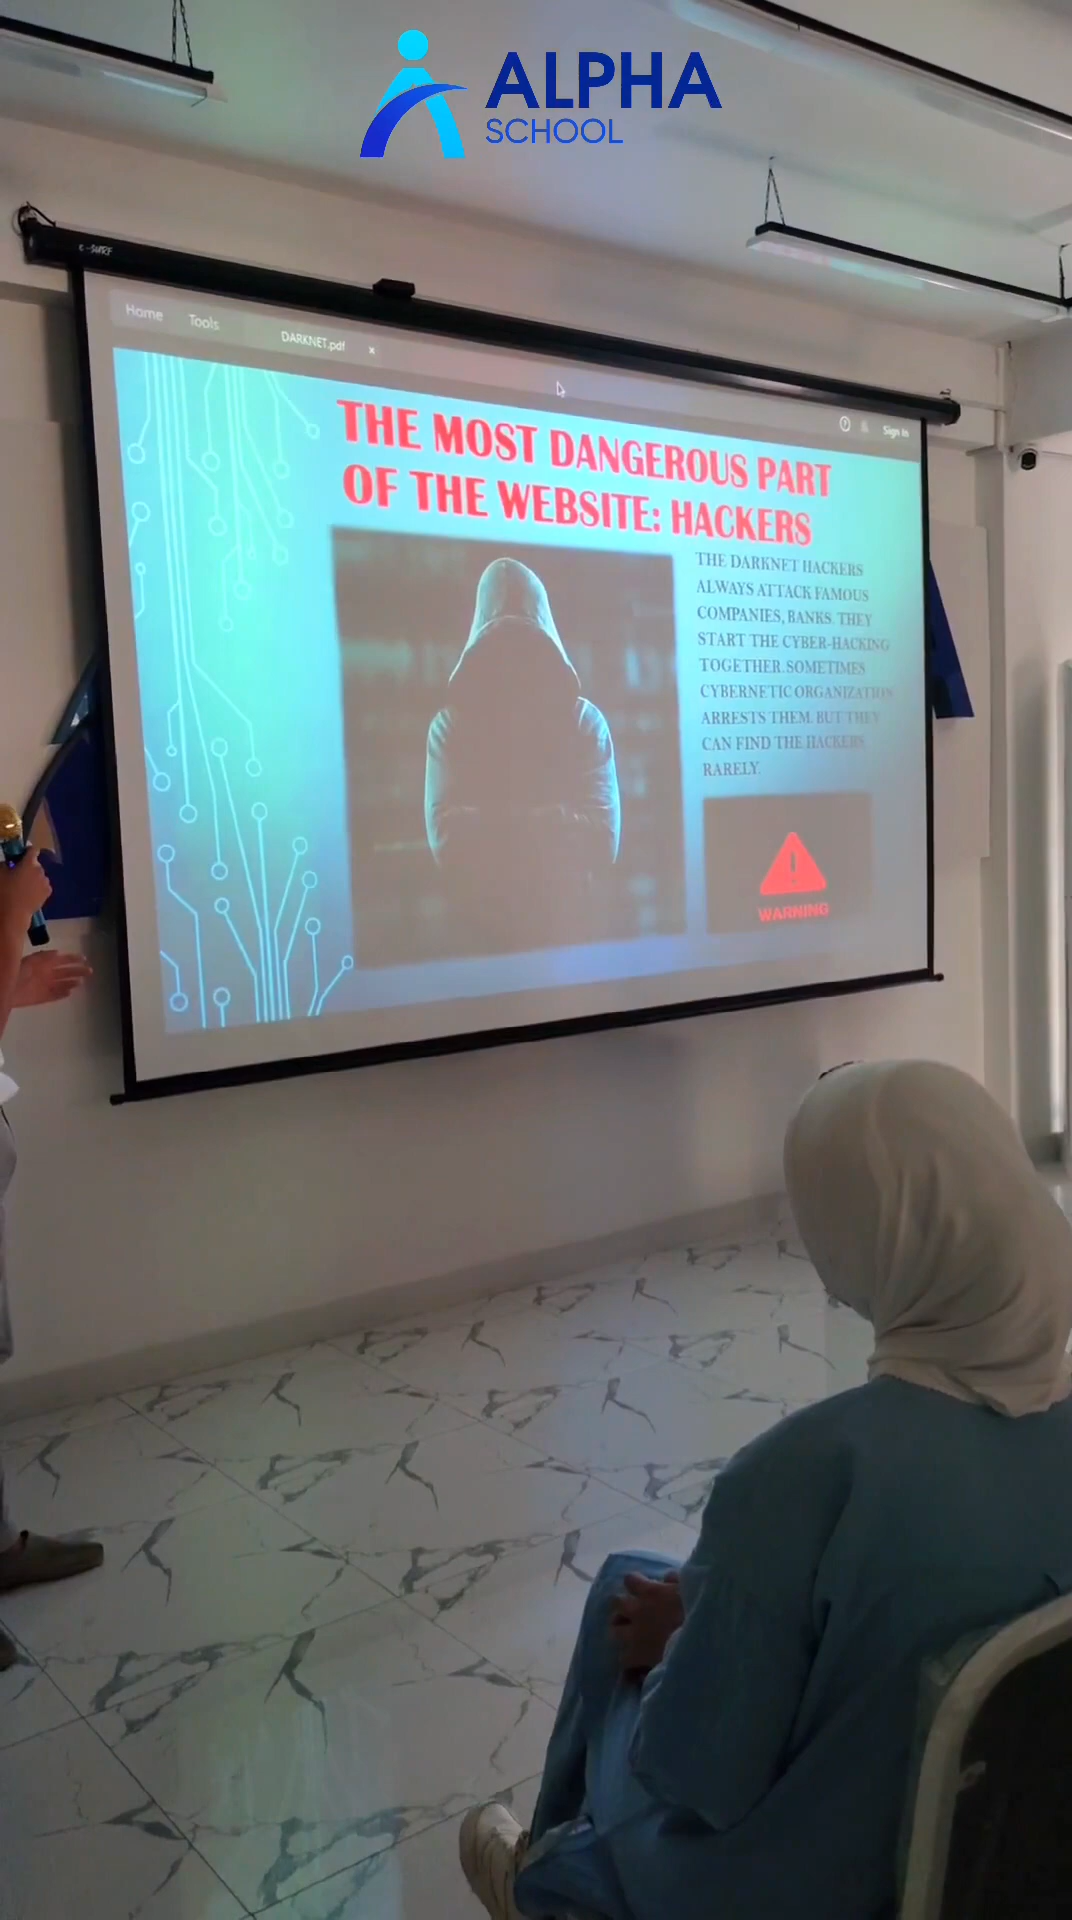 ALPHA
SCHOOL
Home Tools DARKNET.pdf x
Sign In
THE MOST DANGEROUS PART
OF THE WEBSITE: HACKERS
THE DARKNET HACKERS
ALWAYS ATTACK FAMOUS
COMPANIES, BANKS. THEY
START THE CYBER-HACKING
TOGETHER. SOMETIMES
CYBERNETIC ORGANIZATION
ARRESTS THEM. BUT THEY
CAN FIND THE HACKERS
RARELY.
WARNING